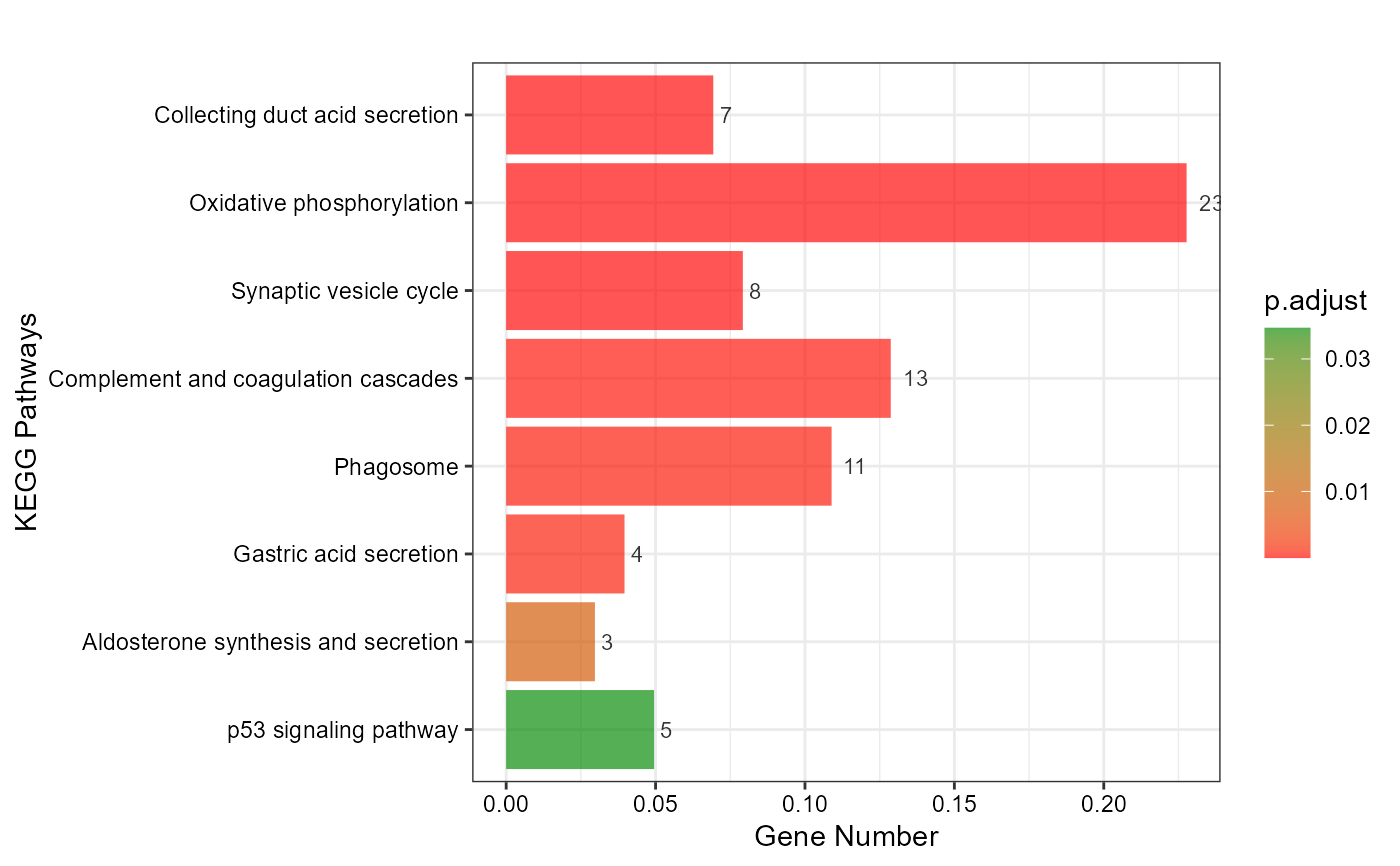 Collecting duct acid secretion
7
Oxidative phosphorylation
23
Synaptic vesicle cycle
8
Complement and coagulation cascades
13
Phagosome
11
Gastric acid secretion
4
Aldosterone synthesis and secretion
3
p53 signaling pathway
5
KEGG Pathways
0.00 0.05 0.10 0.15 0.20
Gene Number
p.adjust
0.03
0.02
0.01